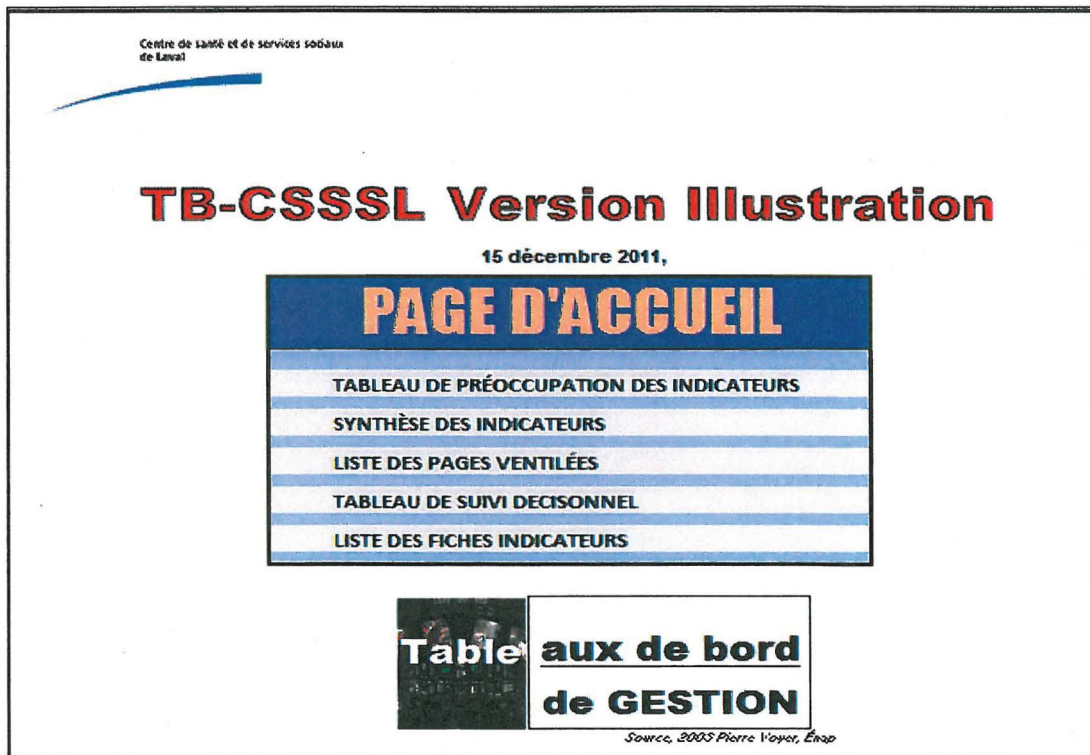 Centre de santé et de services sociaux
de Laval
TB-CSSSL Version Illustration
15 décembre 2011,
PAGE D'ACCUEIL
TABLEAU DE PRÉOCCUPATION DES INDICATEURS
SYNTHÈSE DES INDICATEURS
LISTE DES PAGES VENTILÉES
TABLEAU DE SUIVI DECISONNEL
LISTE DES FICHES INDICATEURS
Tableaux de bord
de GESTION
Source, 2005 Pierre Voyer, Énap